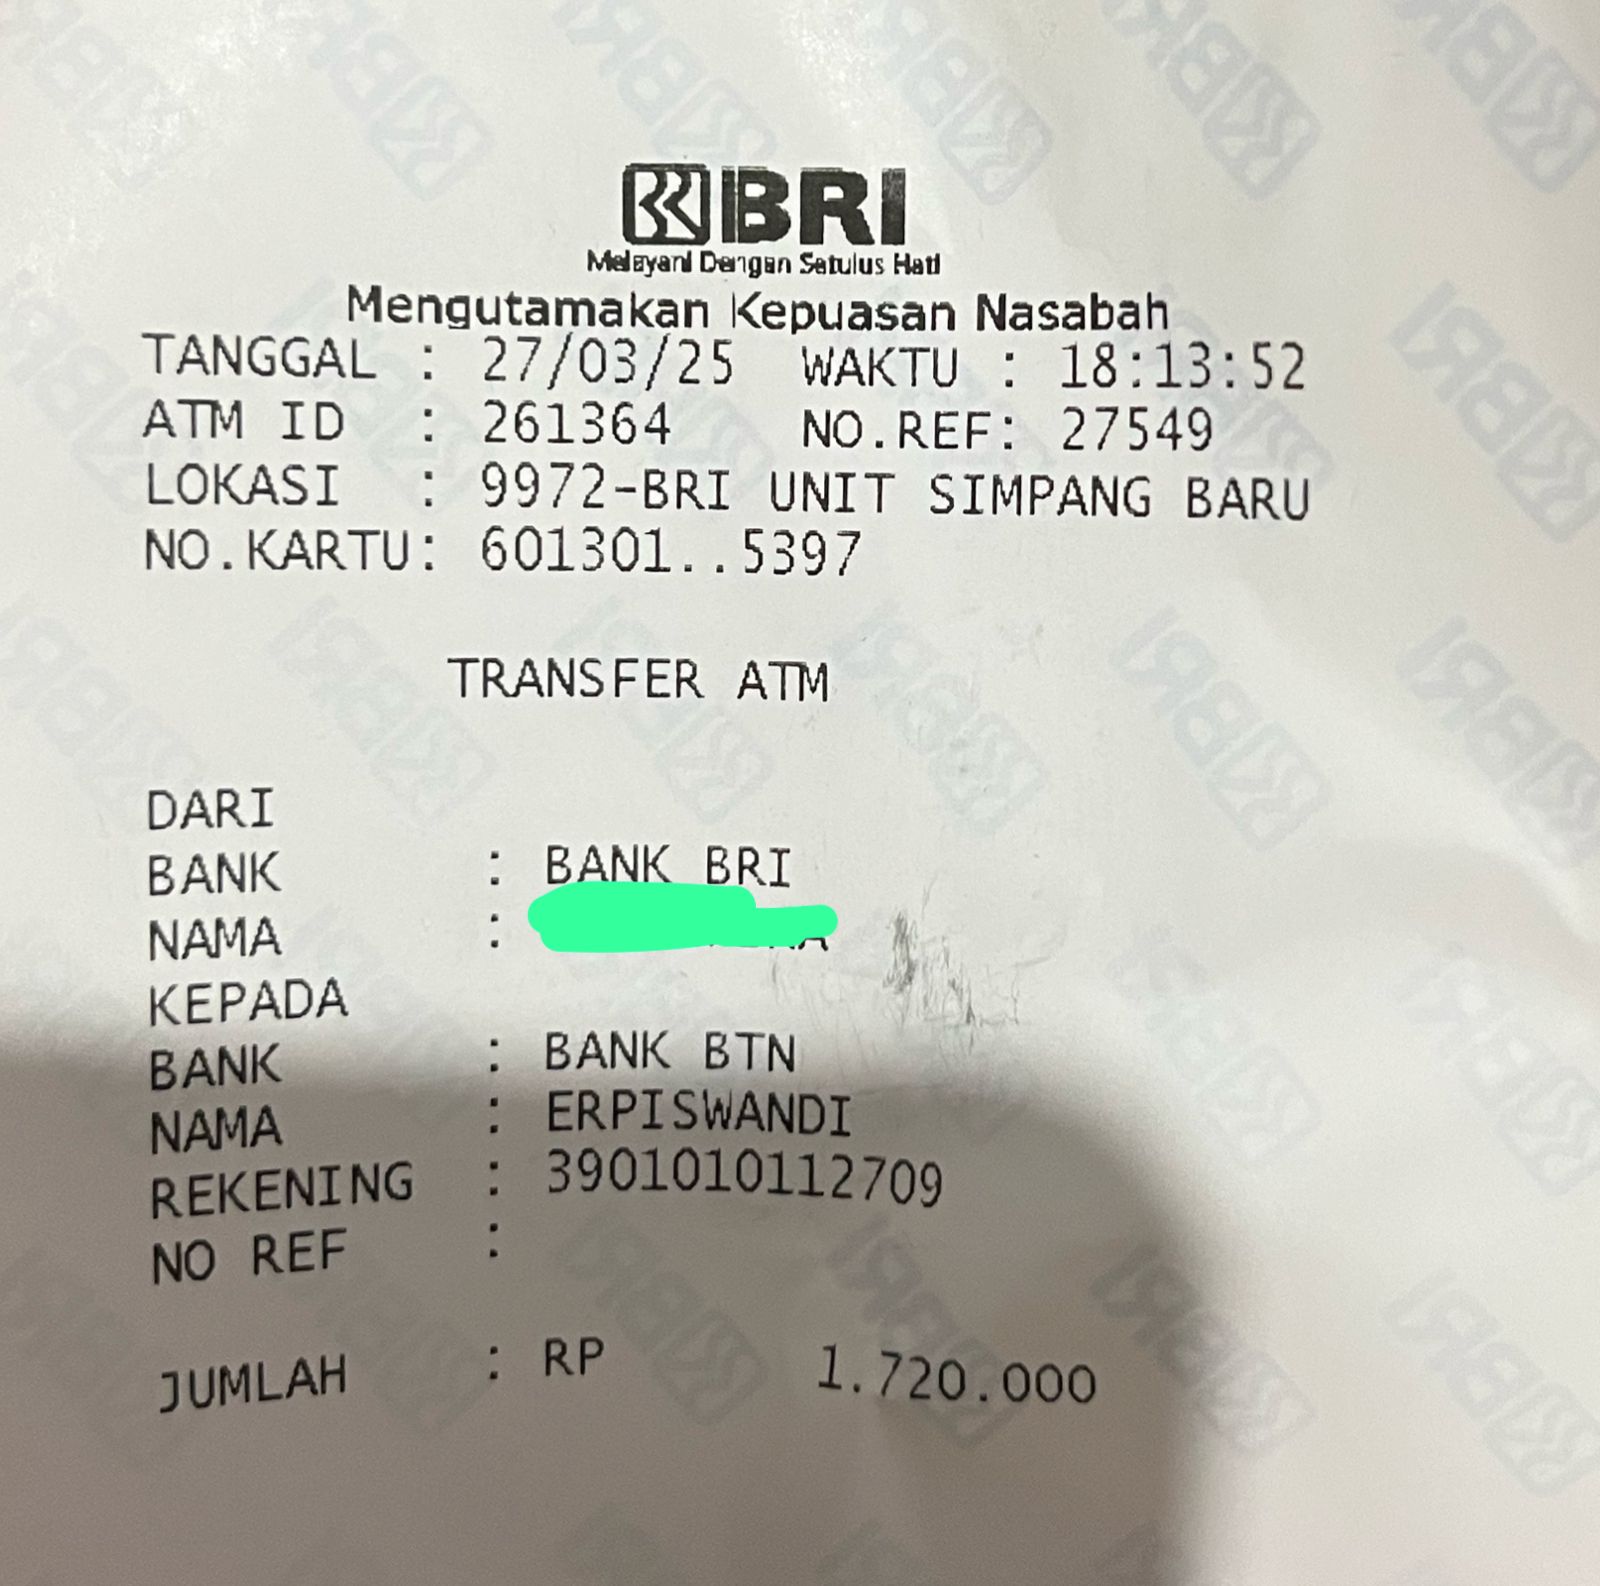 BRI
Melayani Dengan Setulus Hati
Mengutamakan Kepuasan Nasabah
TANGGAL : 27/03/25 WAKTU : 18:13:52
ATM ID : 261364 NO.REF: 27549
LOKASI : 9972-BRI UNIT SIMPANG BARU
NO.KARTU: 601301..5397
TRANSFER ATM
DARI
BANK : BANK BRI
NAMA :
KEPADA
BANK : BANK BTN
NAMA : ERPISWANDI
REKENING : 3901010112709
NO REF :
JUMLAH : RP 1.720.000